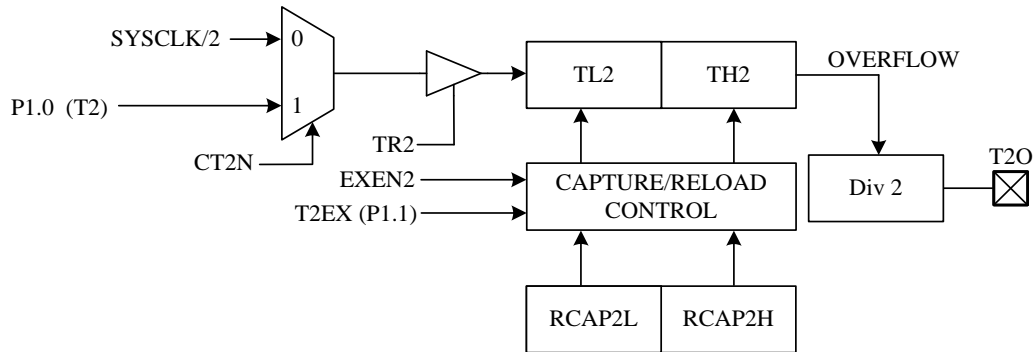 SYSCLK/2
0
P1.0 (T2)
1
CT2N
TR2
TL2
TH2
OVERFLOW
EXEN2
T2EX (P1.1)
CAPTURE/RELOAD
CONTROL
Div 2
T2O
RCAP2L
RCAP2H